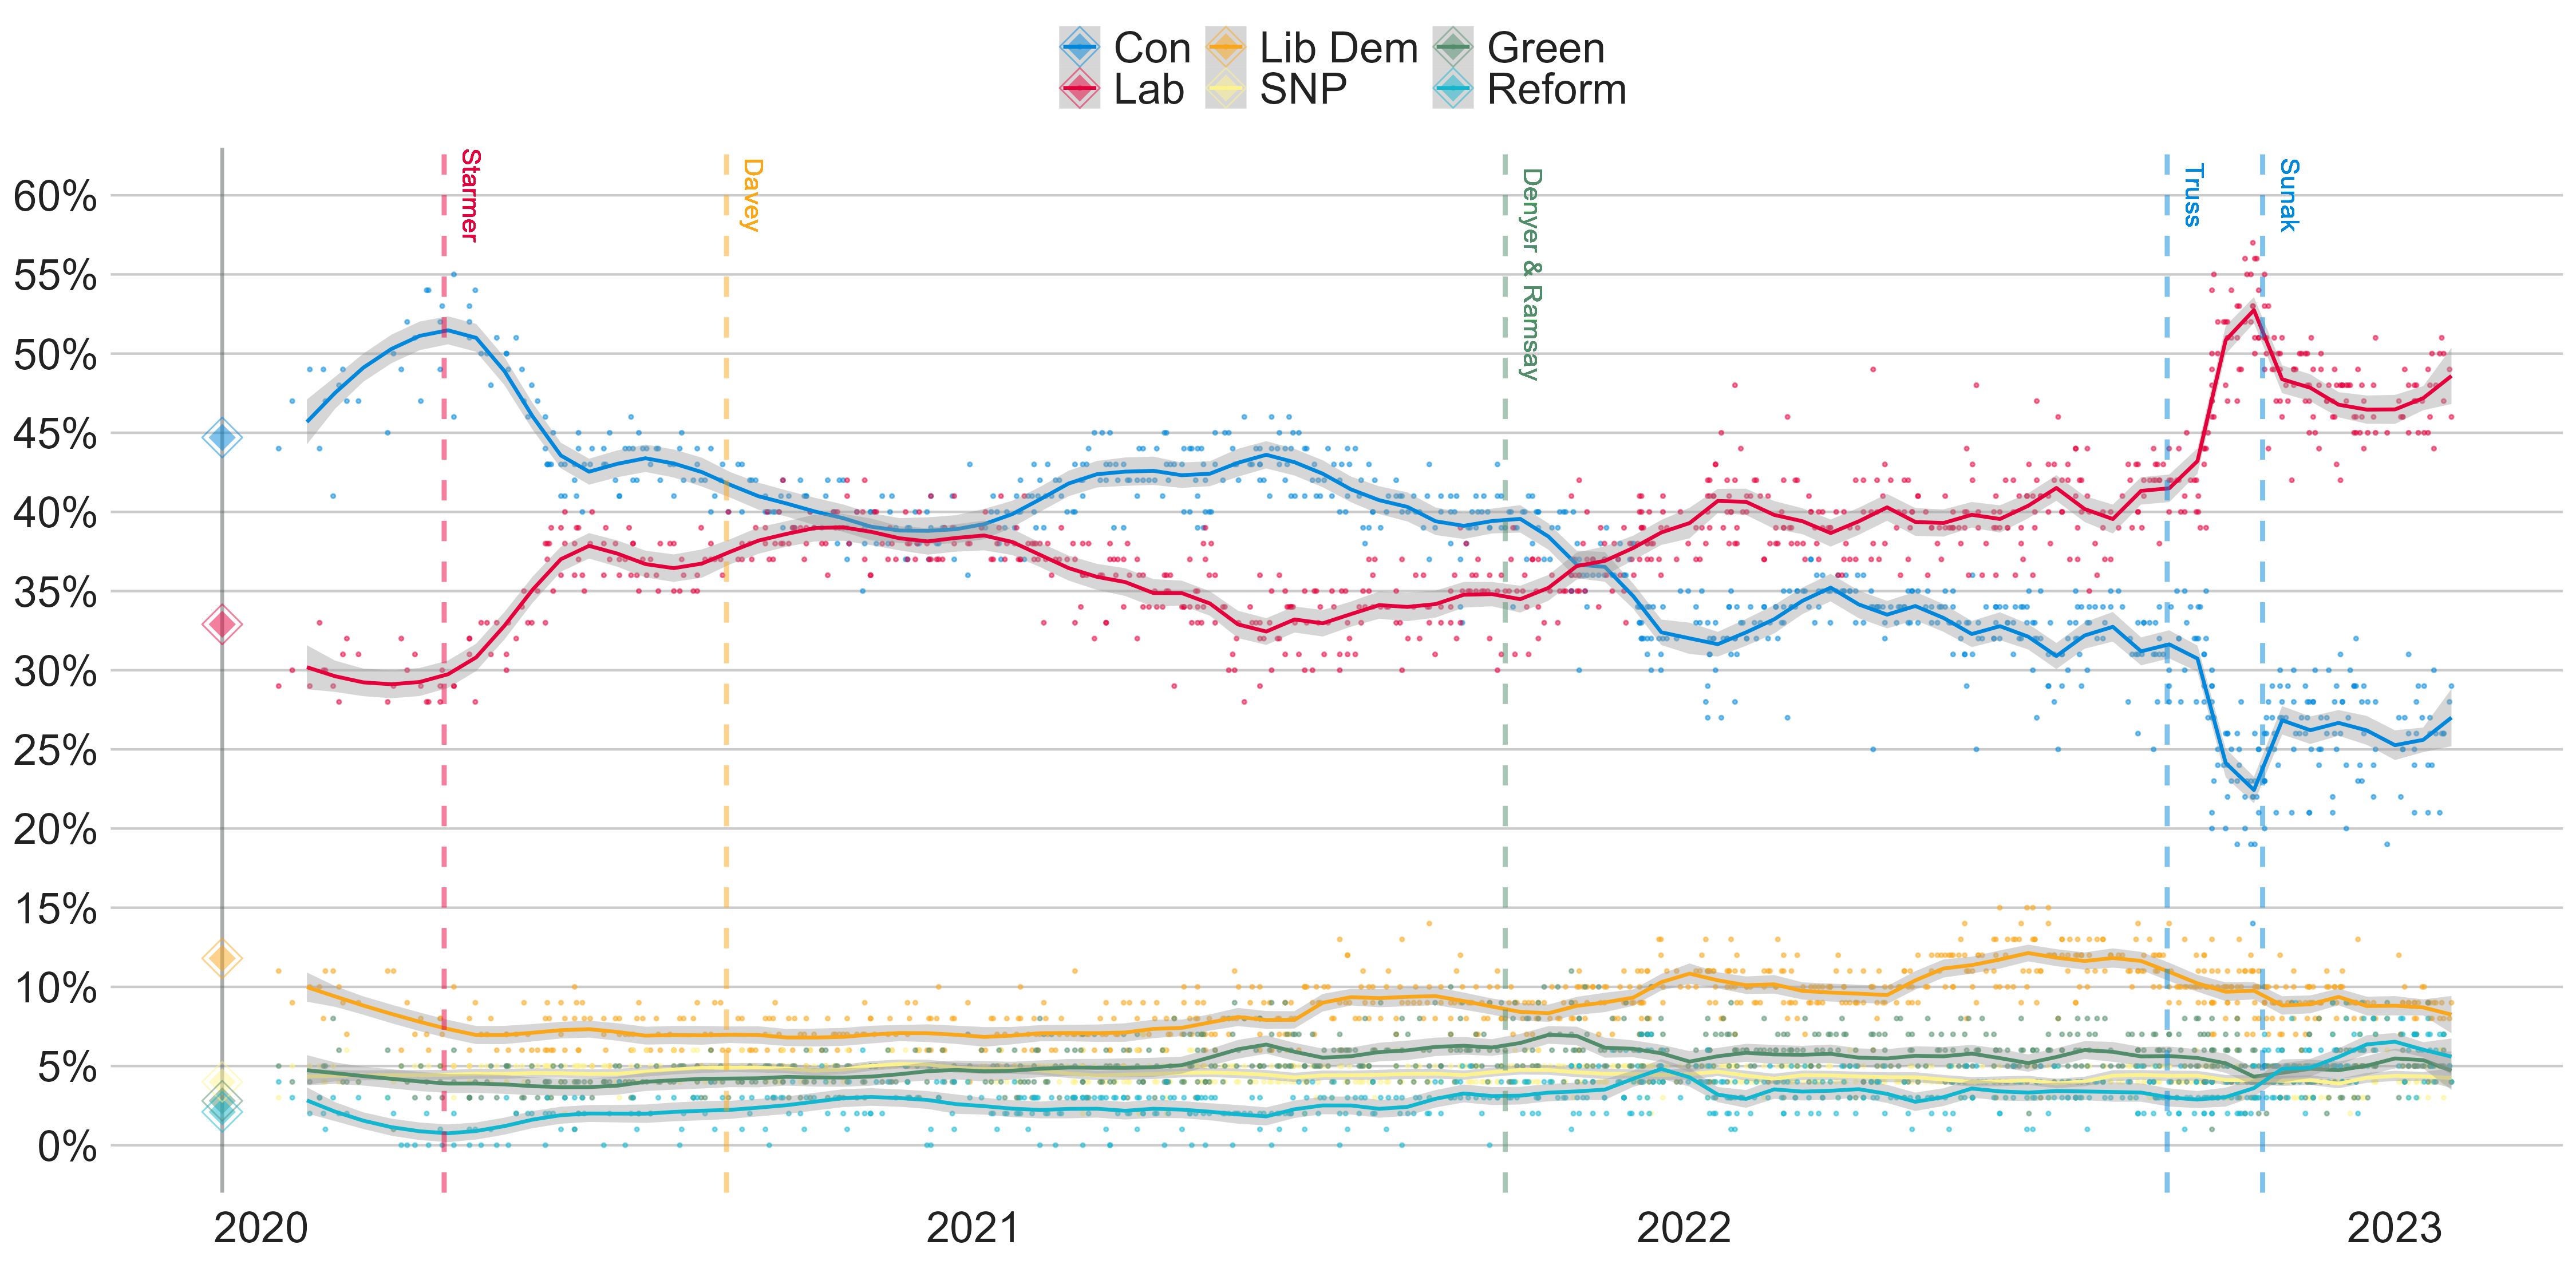 Con Lib Dem Green
Lab SNP Reform
Starmer
Davey
Denyer & Ramsay
Truss
Sunak
60%
55%
50%
45%
40%
35%
30%
25%
20%
15%
10%
5%
0%
2020 2021 2022 2023